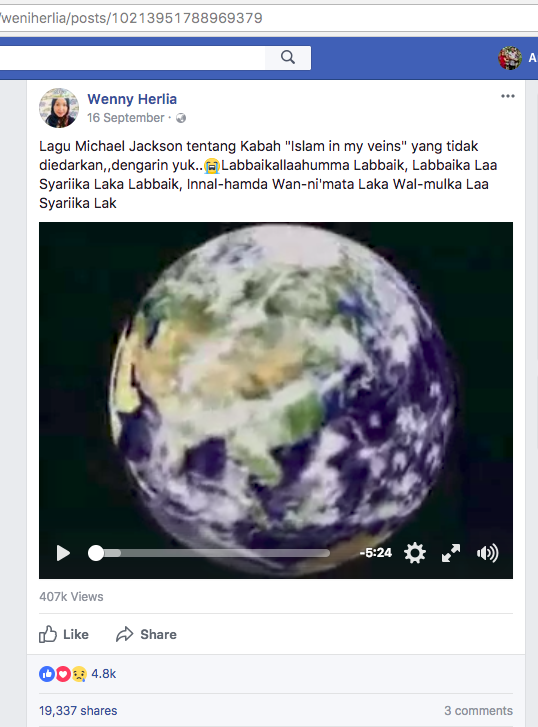 /weniherlia/posts/10213951788969379
A
Wenny Herlia
16 September ·
Lagu Michael Jackson tentang Kabah "Islam in my veins" yang tidak
diedarkan,,dengarin yuk..😭Labbaikallaahumma Labbaik, Labbaika Laa
Syariika Laka Labbaik, Innal-hamda Wan-ni'mata Laka Wal-mulka Laa
Syariika Lak
-5:24
407k Views
Like Share
4.8k
19,337 shares 3 comments